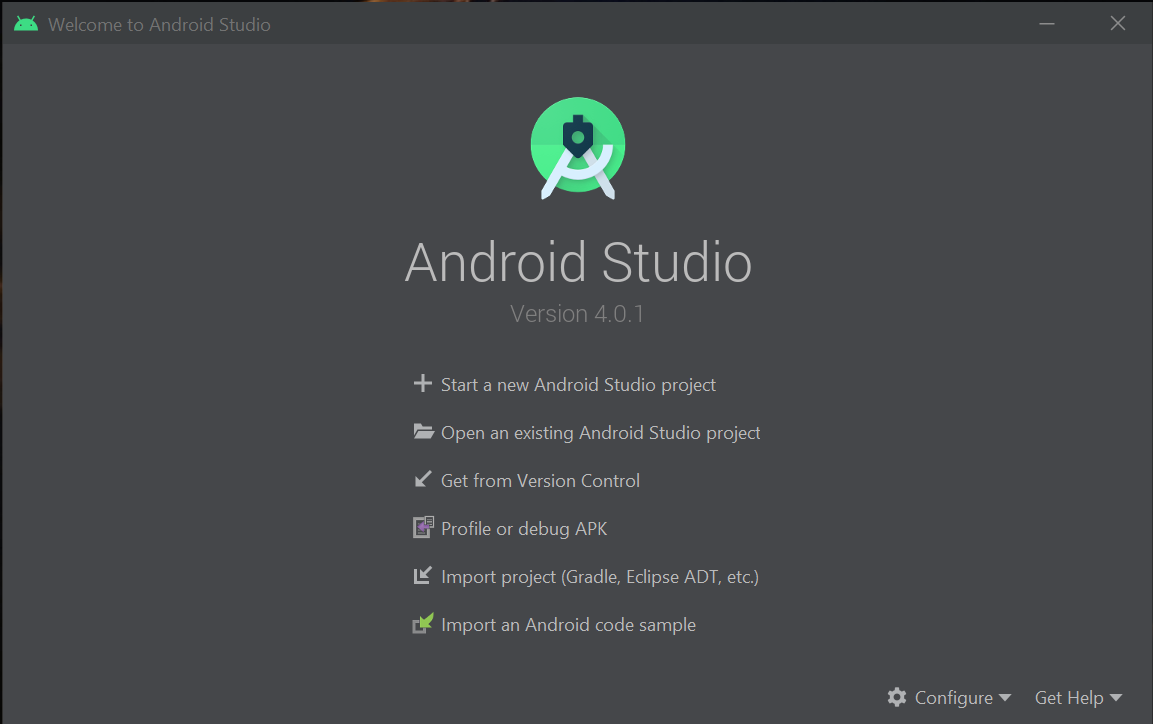 Welcome to Android Studio
Android Studio
Version 4.0.1
Start a new Android Studio project
Open an existing Android Studio project
Get from Version Control
Profile or debug APK
Import project (Gradle, Eclipse ADT, etc.)
Import an Android code sample
Configure Get Help